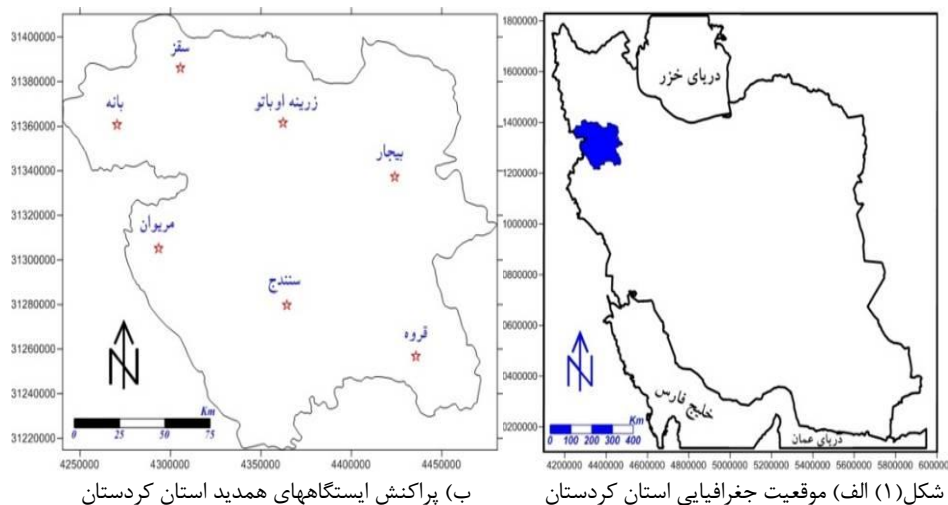 31400000
31380000
31360000
31340000
31320000
31300000
31280000
31260000
31240000
31220000
سقز
بانه
زرینه اوباتو
بیجار
مریوان
سنندج
قروه
N
Km
0 25 50 75
4250000 4300000 4350000 4400000 4450000
1800000
1600000
1400000
1200000
1000000
0800000
0600000
0400000
0200000
دریای خزر
خلیج فارس
دریای عمان
N
Km
0 100 200 300 400
4200000 4400000 4600000 4800000 5000000 5200000 5400000 5600000 5800000 6000000
شکل(۱) الف) موقعیت جغرافیایی استان کردستان
ب) پراکنش ایستگاههای همدید استان کردستان